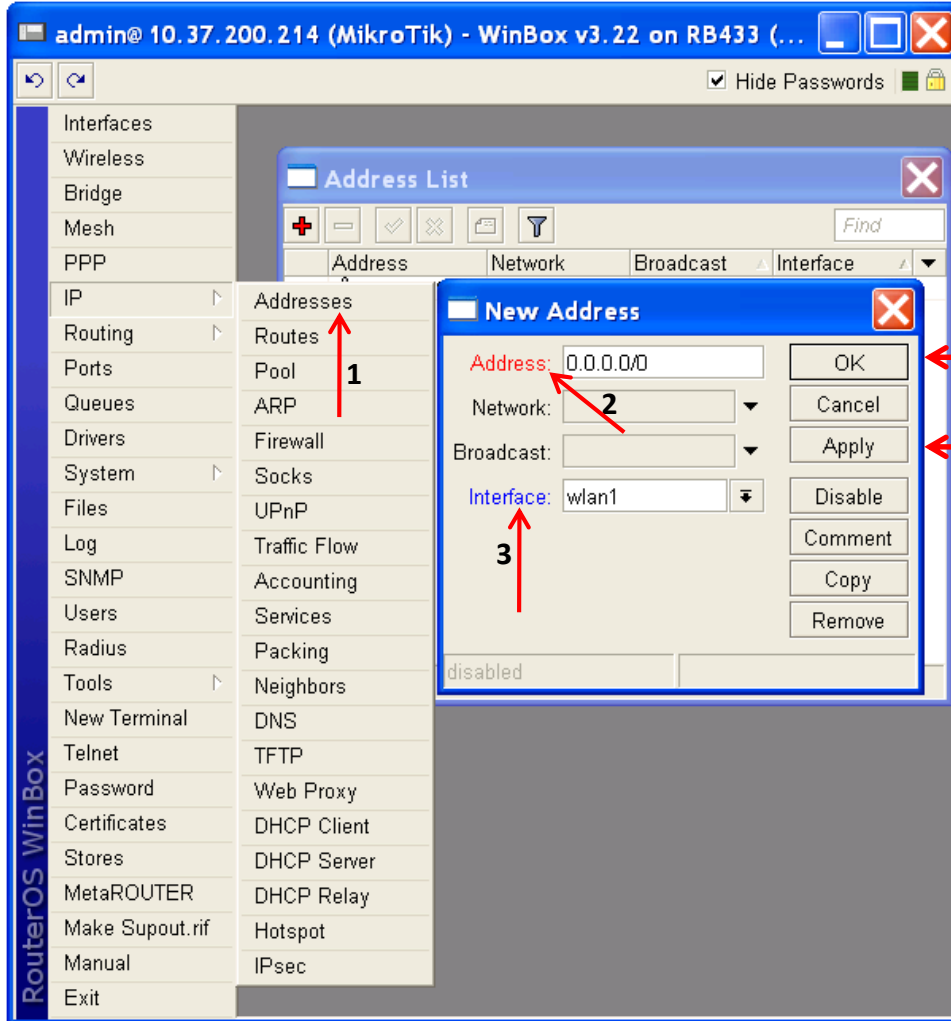 admin@ 10.37.200.214 (MikroTik) - WinBox v3.22 on RB433 (...
Hide Passwords
RouterOS WinBox
Interfaces
Wireless
Bridge
Mesh
PPP
IP
Routing
Ports
Queues
Drivers
System
Files
Log
SNMP
Users
Radius
Tools
New Terminal
Telnet
Password
Certificates
Stores
MetaROUTER
Make Supout.rif
Manual
Exit
Addresses
Routes
Pool
ARP
Firewall
Socks
UPnP
Traffic Flow
Accounting
Services
Packing
Neighbors
DNS
TFTP
Web Proxy
DHCP Client
DHCP Server
DHCP Relay
Hotspot
IPsec
1
Address List
Find
Address Network Broadcast Interface
New Address
Address: 0.0.0.0/0
Network:
2
Broadcast:
Interface: wlan1
3
OK
Cancel
Apply
Disable
Comment
Copy
Remove
disabled